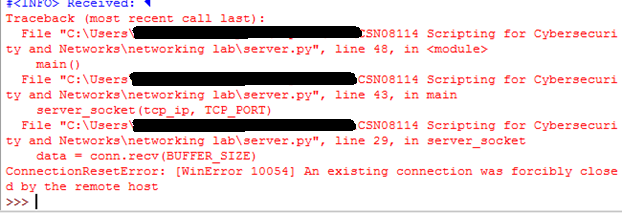 #<INFO> Received: ◀
Traceback (most recent call last):
File "C:\Users\ CSN08114 Scripting for Cybersecuri
ty and Networks\networking lab\server.py", line 48, in <module>
main()
File "C:\Users\ CSN08114 Scripting for Cybersecuri
ty and Networks\networking lab\server.py", line 43, in main
server_socket(tcp_ip, TCP_PORT)
File "C:\Users\ CSN08114 Scripting for Cybersecuri
ty and Networks\networking lab\server.py", line 29, in server_socket
data = conn.recv(BUFFER_SIZE)
ConnectionResetError: [WinError 10054] An existing connection was forcibly close
d by the remote host
>>>